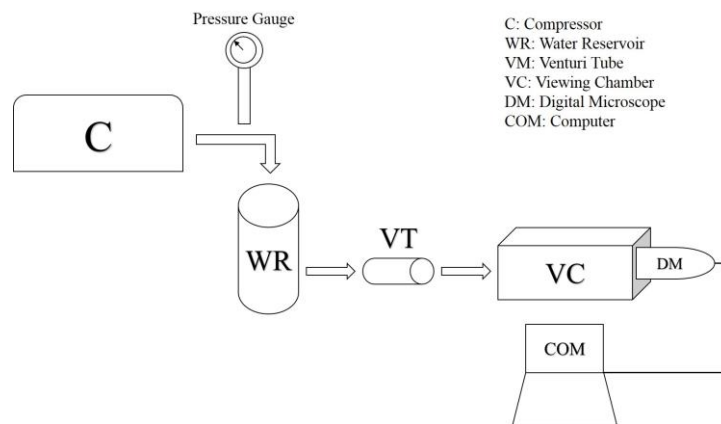 Pressure Gauge
C: Compressor
WR: Water Reservoir
VM: Venturi Tube
VC: Viewing Chamber
DM: Digital Microscope
COM: Computer
C
WR
VT
VC
DM
COM